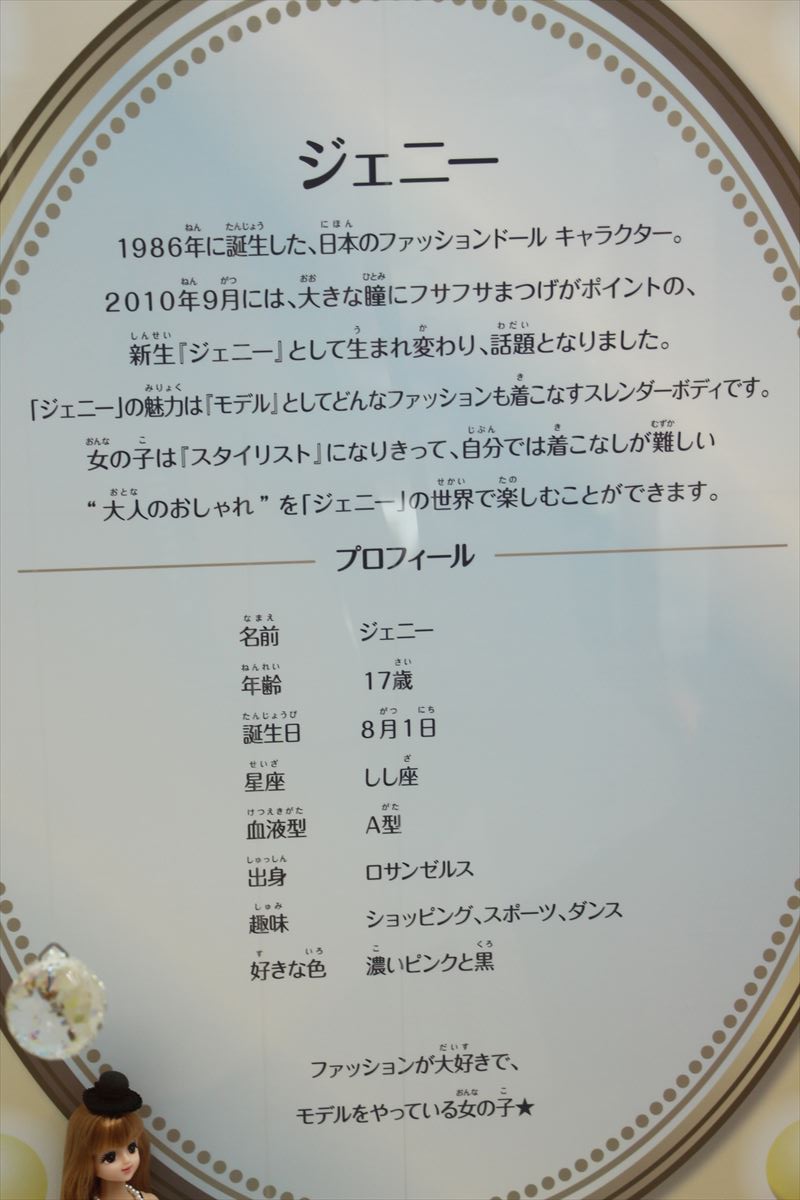 ジェニー
1986年に誕生した、日本のファッションドール キャラクター。
2010年9月には、大きな瞳にフサフサまつげがポイントの、
新生『ジェニー』として生まれ変わり、話題となりました。
「ジェニー」の魅力は『モデル』としてどんなファッションも着こなすスレンダーボディです。
女の子は『スタイリスト』になりきって、自分では着こなしが難しい
“大人のおしゃれ”を「ジェニー」の世界で楽しむことができます。
プロフィール
名前 ジェニー
年齢 17歳
誕生日 8月1日
星座 しし座
血液型 A型
出身 ロサンゼルス
趣味 ショッピング、スポーツ、ダンス
好きな色 濃いピンクと黒
ファッションが大好きで、
モデルをやっている女の子★